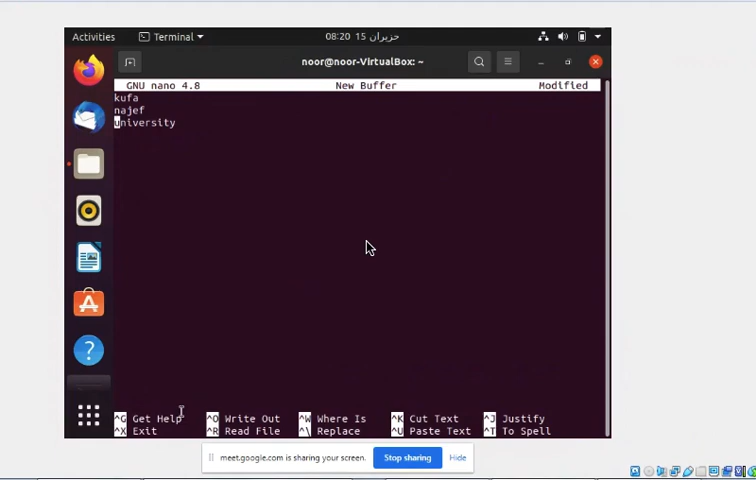 Activities Terminal 08:20 15 حزيران
noor@noor-VirtualBox: ~
GNU nano 4.8 New Buffer Modified
kufa
najef
university
^G Get Help ^O Write Out ^W Where Is ^K Cut Text ^J Justify
^X Exit ^R Read File ^\ Replace ^U Paste Text ^T To Spell
meet.google.com is sharing your screen. Stop sharing Hide